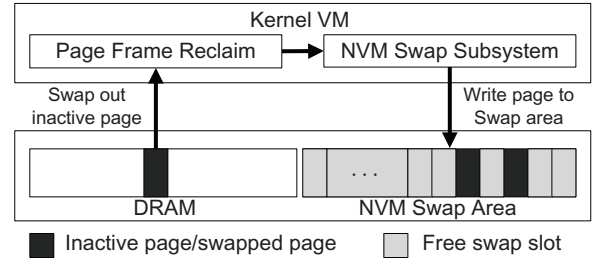 Kernel VM
Page Frame Reclaim
NVM Swap Subsystem
Swap out
inactive page
Write page to
Swap area
...
DRAM
NVM Swap Area
Inactive page/swapped page
Free swap slot